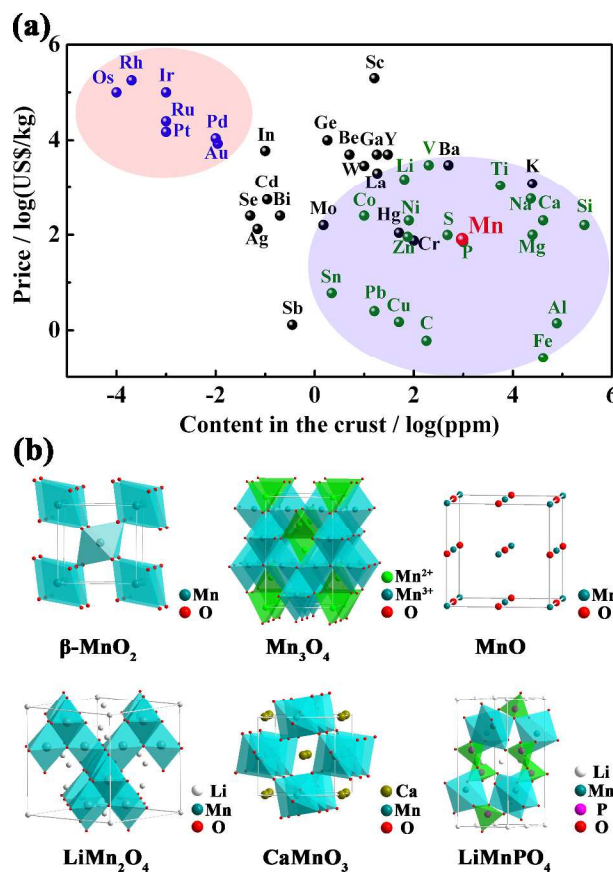 (a)
Price / log(US$/kg)
6
4
2
0
-4
-2
0
2
4
6
Content in the crust / log(ppm)
Os
Rh
Ir
Ru
Pt
Pd
Au
In
Cd
Se
Bi
Ag
Sb
Sc
Ge
Be
Ga
Y
W
La
V
Ba
Li
Ti
K
Co
Ni
Na
Ca
Si
Mo
Hg
S
Mn
Zn
Cr
P
Mg
Sn
Pb
Cu
C
Al
Fe
(b)
Mn
O
β-MnO₂
Mn²⁺
Mn³⁺
O
Mn₃O₄
Mn
O
MnO
Li
Mn
O
LiMn₂O₄
Ca
Mn
O
CaMnO₃
Li
Mn
P
O
LiMnPO₄